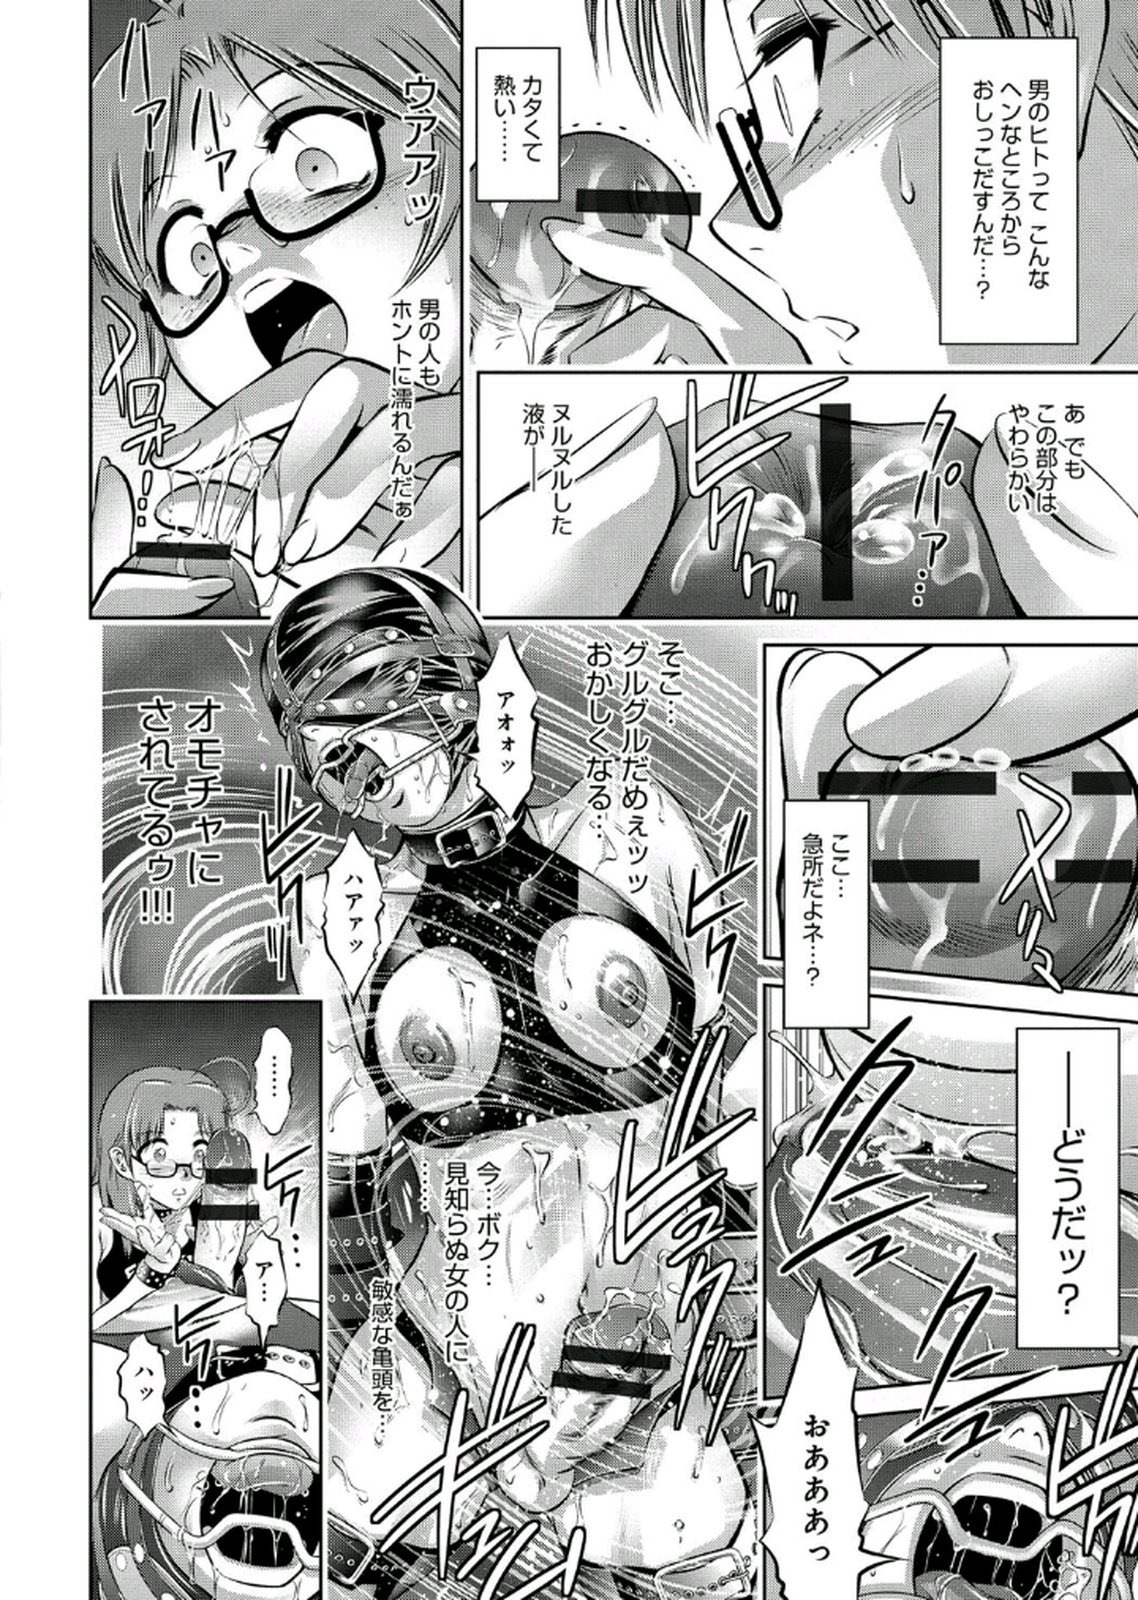 男のヒトって こんな
ヘンなところから
おしっこだすんだ…?
カタくて
熱い……
ウアアッ
アァァ
男の人も
ホントに濡れるんだぁ
あ でも
この部分は
やわらかい
ヌルヌルした
液が──
クパァ…
ここ…
急所だよネ…?
──どうだッ?
おあああっ
そこ…
グルグルだめぇッッ
おかしくなる…
アオォッ
ハアァッ
オモチャに
されてるゥ!!!
今…ボク…
見知らぬ女の人に
……
敏感な亀頭を…
……
ア…
ハッ